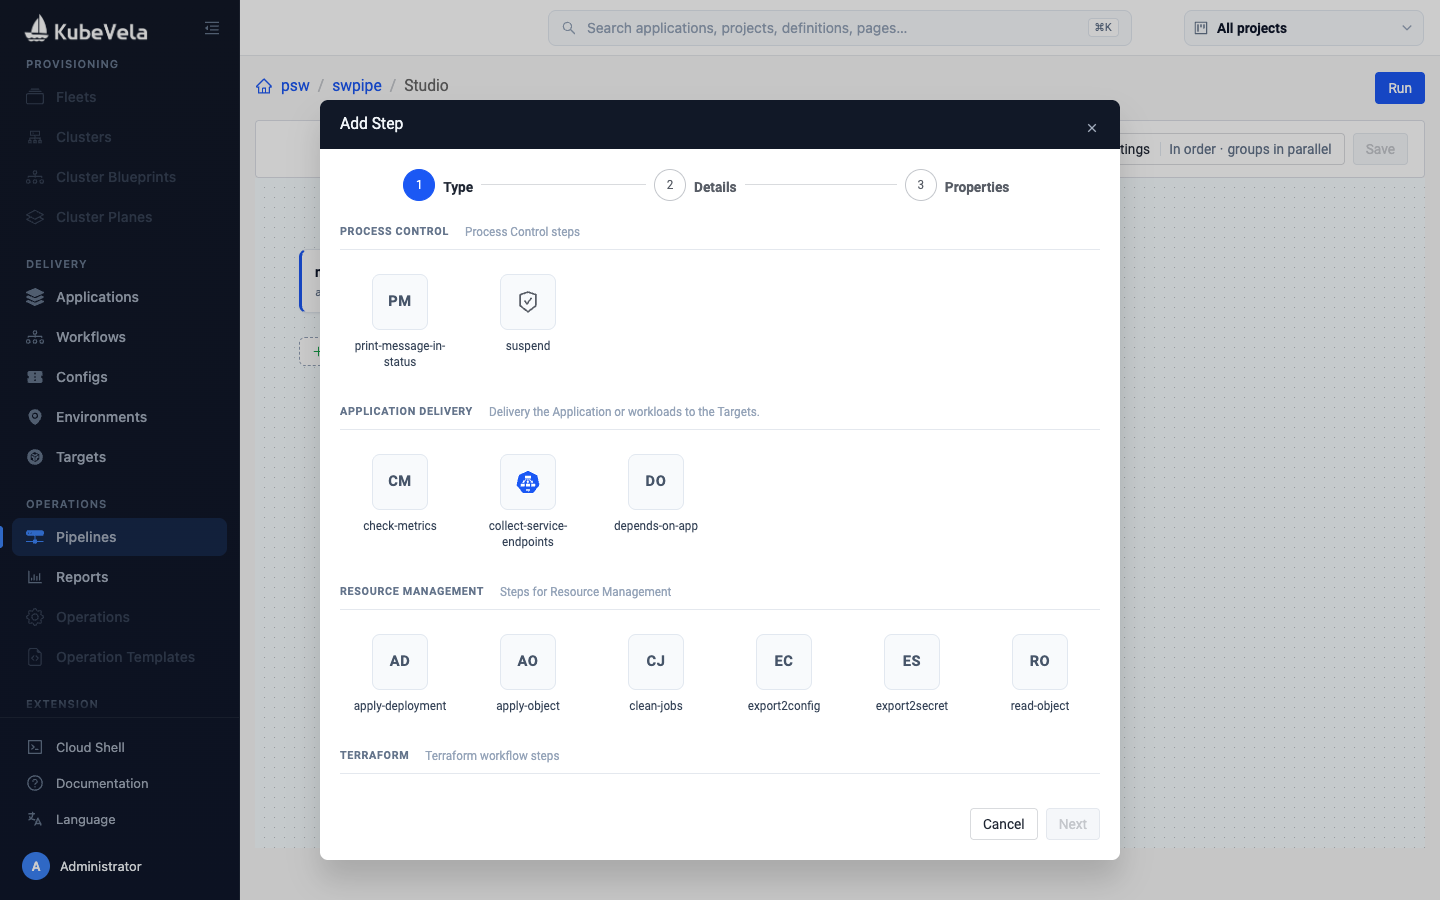 KubeVela
PROVISIONING
Fleets
Clusters
Cluster Blueprints
Cluster Planes
DELIVERY
Applications
Workflows
Configs
Environments
Targets
OPERATIONS
Pipelines
Reports
Operations
Operation Templates
EXTENSION
Cloud Shell
Documentation
Language
A
Administrator
Search applications, projects, definitions, pages...
⌘K
All projects
psw / swpipe / Studio
Run
In order · groups in parallel
Save
Add Step
1 Type
2 Details
3 Properties
PROCESS CONTROL Process Control steps
PM
print-message-in-
status
suspend
APPLICATION DELIVERY Delivery the Application or workloads to the Targets.
CM
check-metrics
collect-service-
endpoints
DO
depends-on-app
RESOURCE MANAGEMENT Steps for Resource Management
AD
apply-deployment
AO
apply-object
CJ
clean-jobs
EC
export2config
ES
export2secret
RO
read-object
TERRAFORM Terraform workflow steps
Cancel
Next